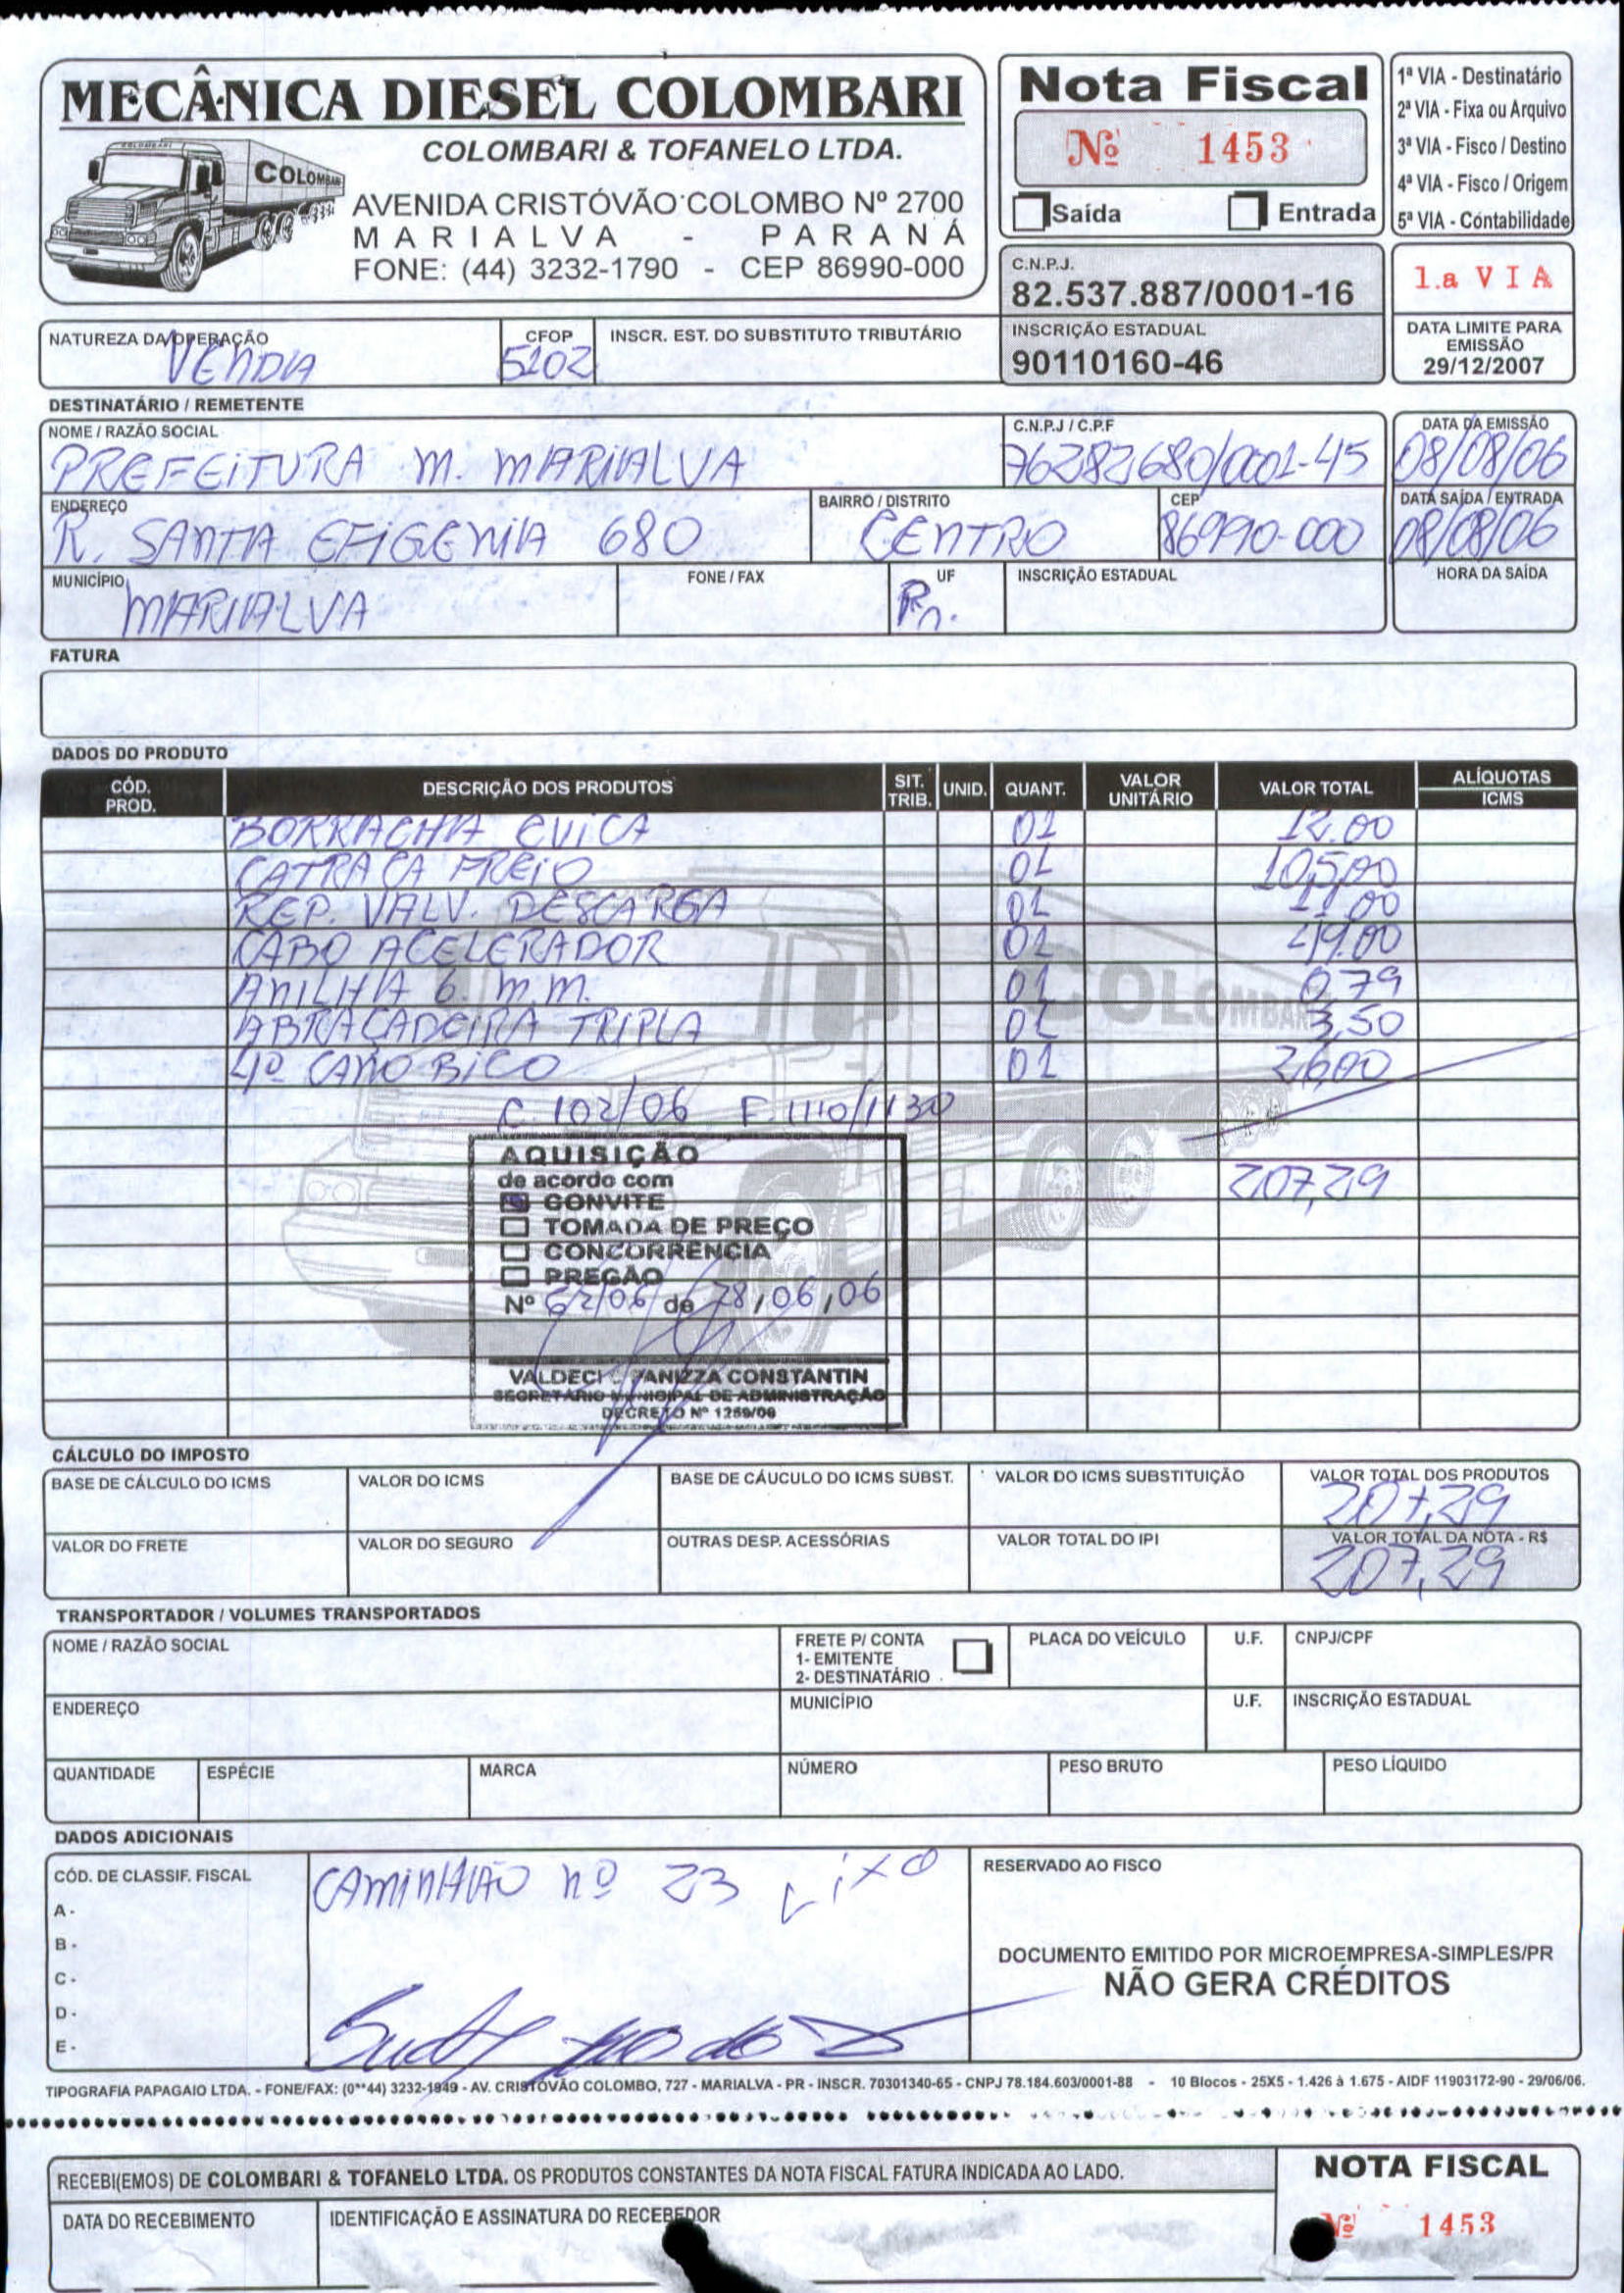 MECÂNICA DIESEL COLOMBARI
COLOMBARI & TOFANELO LTDA.
COLOMBARI
AVENIDA CRISTÓVÃO COLOMBO Nº 2700
MARIALVA - PARANÁ
FONE: (44) 3232-1790 - CEP 86990-000
Nota Fiscal
Nº 1453
Saída Entrada
1ª VIA - Destinatário
2ª VIA - Fixa ou Arquivo
3ª VIA - Fisco / Destino
4ª VIA - Fisco / Origem
5ª VIA - Contabilidade
C.N.P.J.
82.537.887/0001-16
1.a VIA
NATUREZA DA OPERAÇÃO
VENDA
CFOP
5102
INSCR. EST. DO SUBSTITUTO TRIBUTÁRIO
INSCRIÇÃO ESTADUAL
90110160-46
DATA LIMITE PARA
EMISSÃO
29/12/2007
DESTINATÁRIO / REMETENTE
NOME / RAZÃO SOCIAL
PREFEITURA M. MARIALVA
C.N.P.J / C.P.F
76282680/0001-45
DATA DA EMISSÃO
08/08/06
ENDEREÇO
R. SANTA EFIGENIA 680
BAIRRO / DISTRITO
CENTRO
CEP
86990-000
DATA SAÍDA / ENTRADA
08/08/06
MUNICÍPIO
MARIALVA
FONE / FAX
UF
Pr.
INSCRIÇÃO ESTADUAL
HORA DA SAÍDA
FATURA
DADOS DO PRODUTO
CÓD. PROD. DESCRIÇÃO DOS PRODUTOS SIT. TRIB. UNID. QUANT. VALOR UNITÁRIO VALOR TOTAL ALÍQUOTAS ICMS
BORRACHA CUICA 01 12.00
CATRACA FREIO 01 105,00
REP. VALV. DESCARGA 01 11.00
CABO ACELERADOR 01 49.00
ANILHA 6. M.M. 01 0,79
ABRAÇADEIRA TRIPLA 01 3,50
4º CANO BICO 01 26,00
C. 102/06 F. 1110/1130
AQUISIÇÃO
de acordo com
CONVITE
207,29
TOMADA DE PREÇO
CONCORRÊNCIA
PREGÃO
Nº 62/06 de 28,06,06
VALDECI PANIZZA CONSTANTIN
SECRETÁRIO MUNICIPAL DE ADMINISTRAÇÃO
DECRETO Nº 1259/06
CÁLCULO DO IMPOSTO
BASE DE CÁLCULO DO ICMS
VALOR DO ICMS
BASE DE CÁUCULO DO ICMS SUBST.
VALOR DO ICMS SUBSTITUIÇÃO
VALOR TOTAL DOS PRODUTOS
207,29
VALOR DO FRETE
VALOR DO SEGURO
OUTRAS DESP. ACESSÓRIAS
VALOR TOTAL DO IPI
VALOR TOTAL DA NOTA - R$
207,29
TRANSPORTADOR / VOLUMES TRANSPORTADOS
NOME / RAZÃO SOCIAL
FRETE P/ CONTA
1- EMITENTE
2- DESTINATÁRIO
PLACA DO VEÍCULO
U.F.
CNPJ/CPF
ENDEREÇO
MUNICÍPIO
U.F.
INSCRIÇÃO ESTADUAL
QUANTIDADE
ESPÉCIE
MARCA
NÚMERO
PESO BRUTO
PESO LÍQUIDO
DADOS ADICIONAIS
CÓD. DE CLASSIF. FISCAL
A -
B -
C -
D -
E -
CAMINHÃO nº 23 Lixo
RESERVADO AO FISCO
DOCUMENTO EMITIDO POR MICROEMPRESA-SIMPLES/PR
NÃO GERA CRÉDITOS
TIPOGRAFIA PAPAGAIO LTDA. - FONE/FAX: (0**44) 3232-1949 - AV. CRISTÓVÃO COLOMBO, 727 - MARIALVA - PR - INSCR. 70301340-65 - CNPJ 78.184.603/0001-88 - 10 Blocos - 25X5 - 1.426 à 1.675 - AIDF 11903172-90 - 29/06/06.
RECEBI(EMOS) DE COLOMBARI & TOFANELO LTDA. OS PRODUTOS CONSTANTES DA NOTA FISCAL FATURA INDICADA AO LADO.
NOTA FISCAL
DATA DO RECEBIMENTO
IDENTIFICAÇÃO E ASSINATURA DO RECEBEDOR
Nº 1453